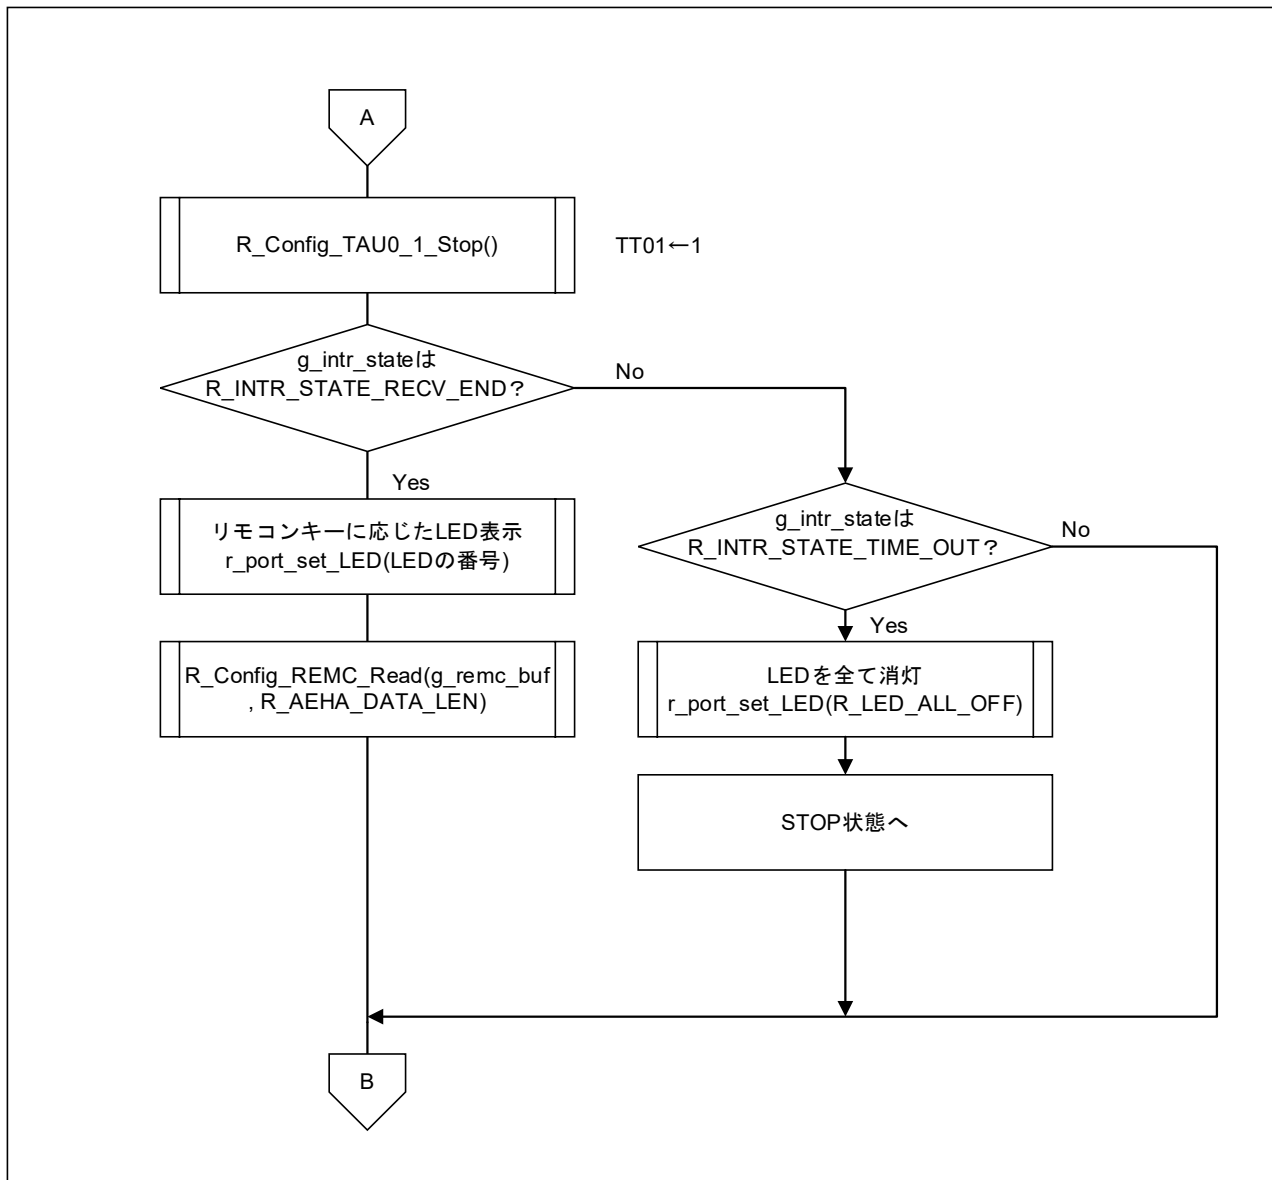 A
R_Config_TAU0_1_Stop()
TT01←1
g_intr_stateは
R_INTR_STATE_RECV_END？
No
Yes
リモコンキーに応じたLED表示
r_port_set_LED(LEDの番号)
R_Config_REMC_Read(g_remc_buf
, R_AEHA_DATA_LEN)
g_intr_stateは
R_INTR_STATE_TIME_OUT？
No
Yes
LEDを全て消灯
r_port_set_LED(R_LED_ALL_OFF)
STOP状態へ
B